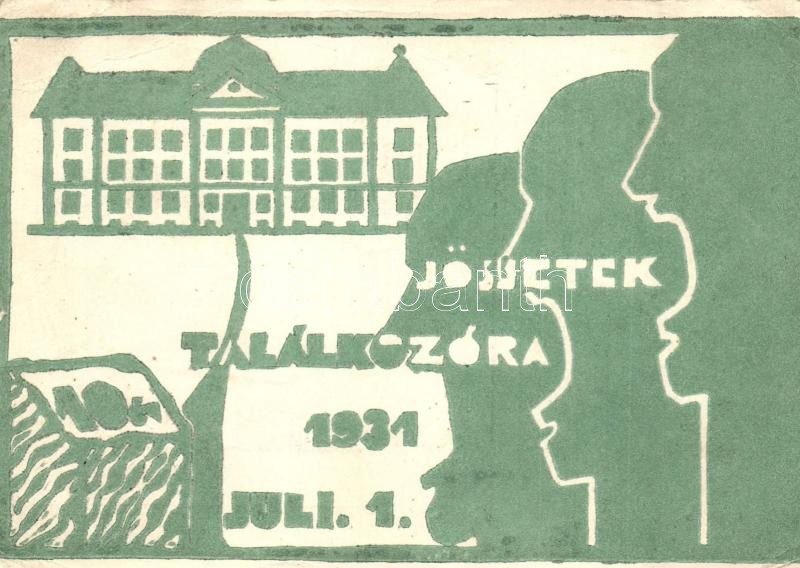 JÖJJETEK
TALÁLKOZÓRA
1931
JULI. 1.